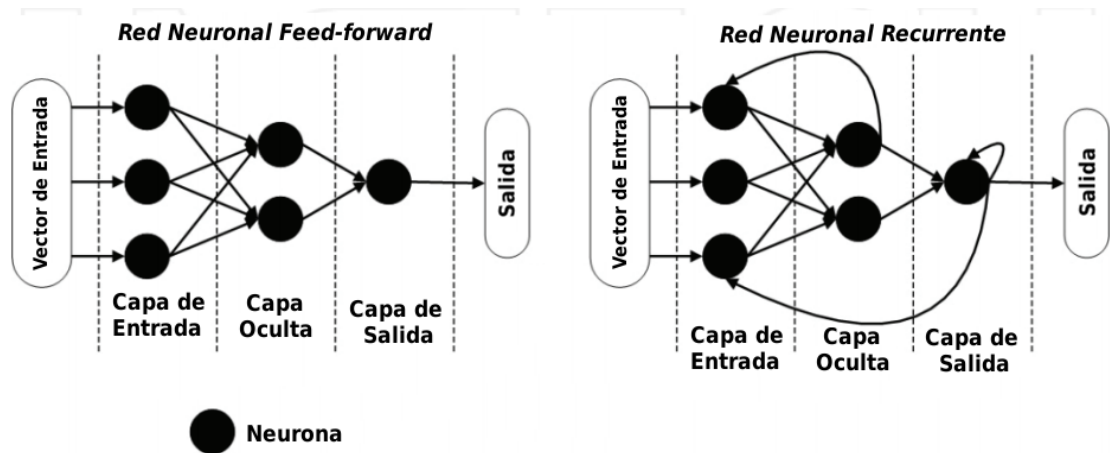 Red Neuronal Feed-forward
Vector de Entrada
Capa de
Entrada
Capa
Oculta
Capa de
Salida
Salida
Neurona
Red Neuronal Recurrente
Vector de Entrada
Capa de
Entrada
Capa
Oculta
Capa de
Salida
Salida